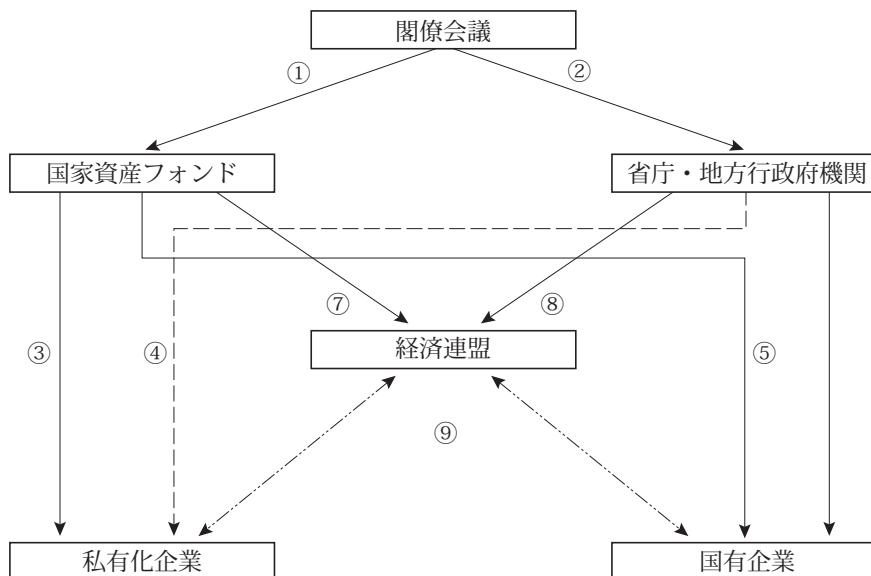 閣僚会議
①
②
国家資産フォンド
省庁・地方行政府機関
⑦
⑧
③
④
経済連盟
⑤
⑨
私有化企業
国有企業